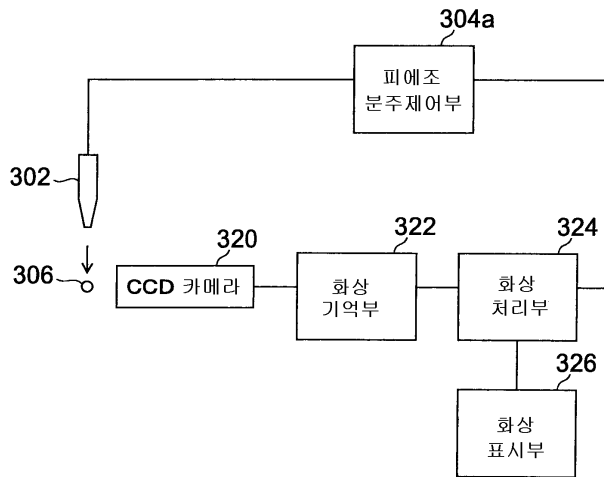 304a
피에조
분주제어부
302
306
320
CCD 카메라
322
화상
기억부
324
화상
처리부
326
화상
표시부